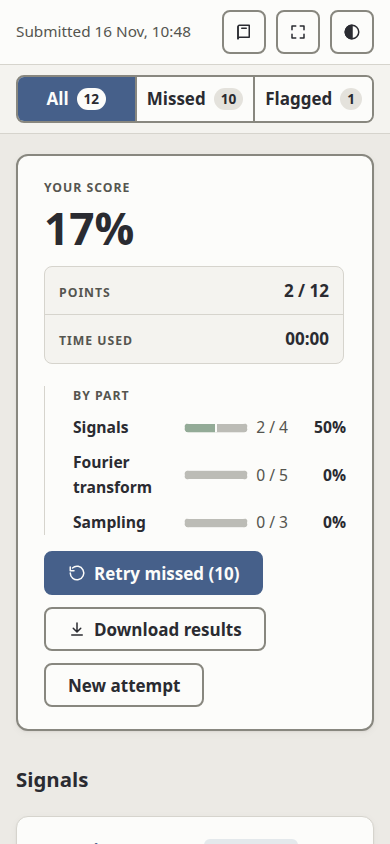 Submitted 16 Nov, 10:48
All 12 Missed 10 Flagged 1
YOUR SCORE
17%
POINTS 2 / 12
TIME USED 00:00
BY PART
Signals 2 / 4 50%
Fourier transform 0 / 5 0%
Sampling 0 / 3 0%
Retry missed (10)
Download results
New attempt
Signals